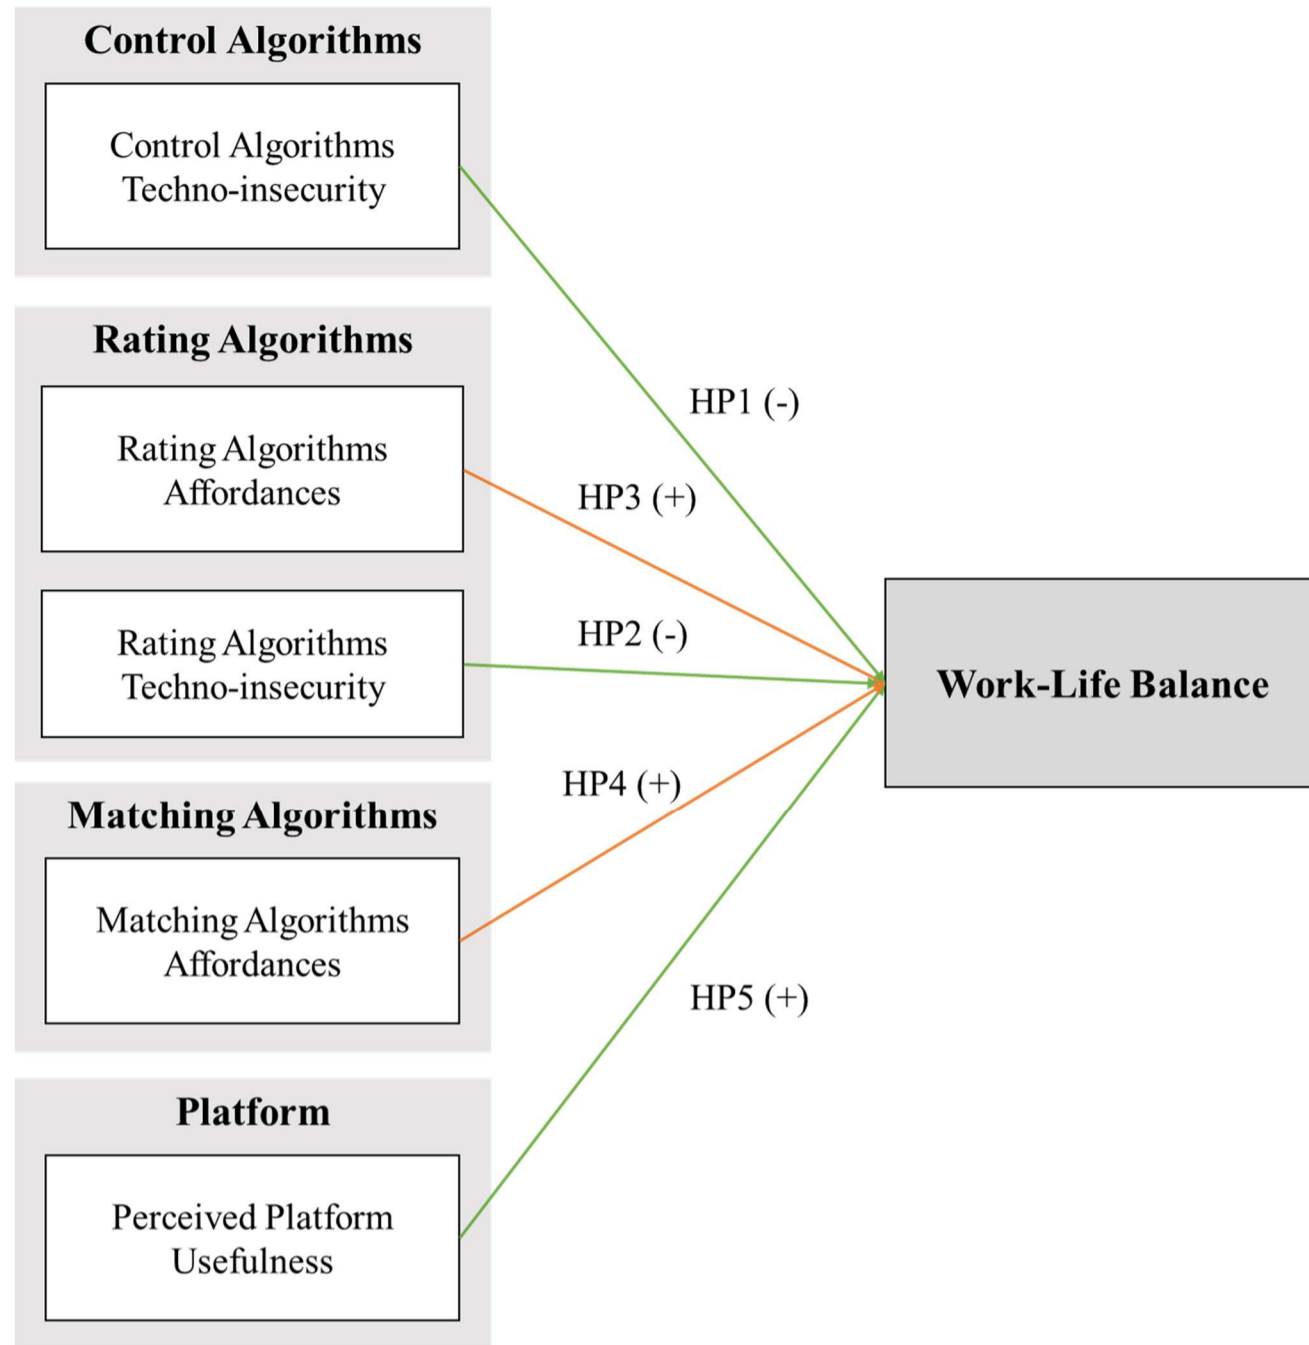 Control Algorithms
Control Algorithms
Techno-insecurity
Rating Algorithms
Rating Algorithms
Affordances
Rating Algorithms
Techno-insecurity
Matching Algorithms
Matching Algorithms
Affordances
Platform
Perceived Platform
Usefulness
HP1 (-)
HP3 (+)
HP2 (-)
HP4 (+)
HP5 (+)
Work-Life Balance